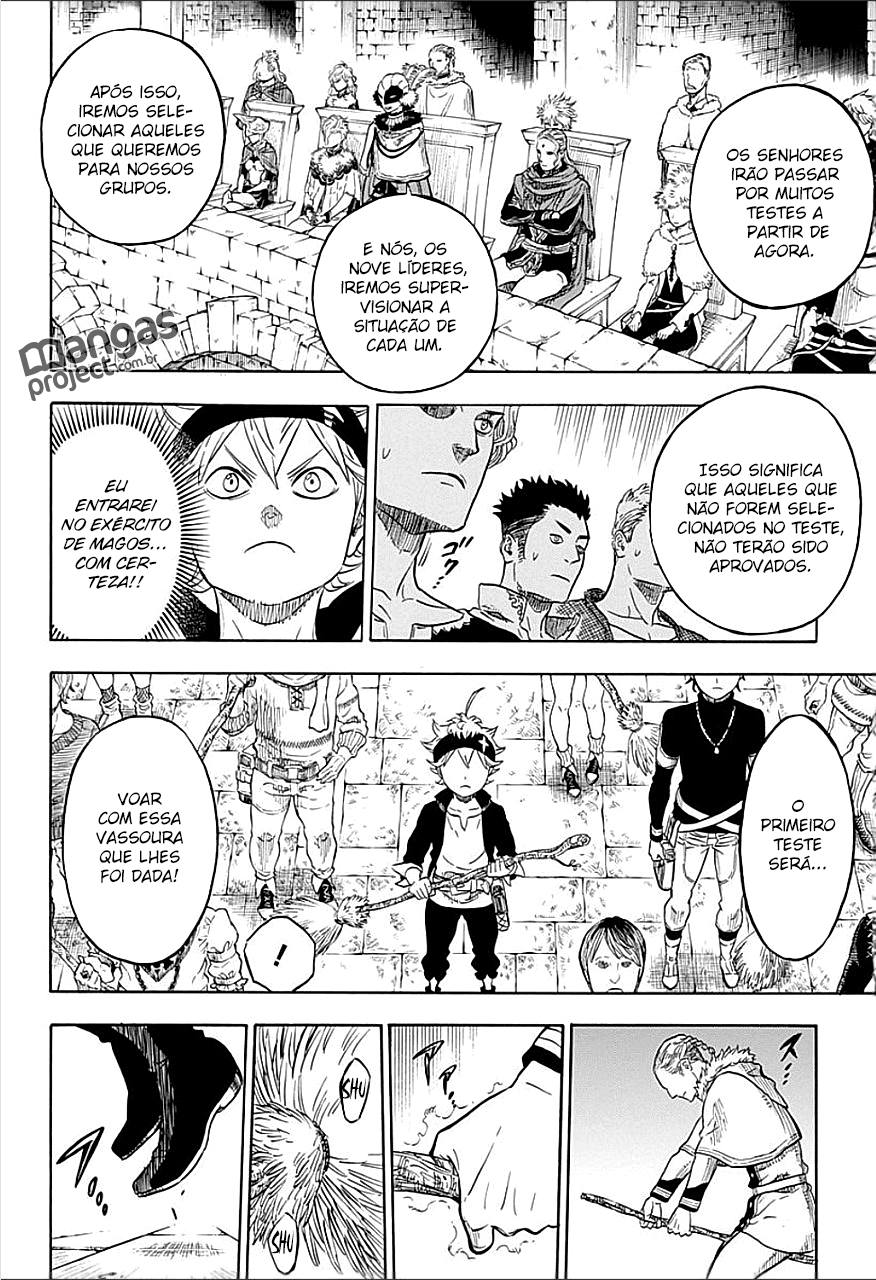 OS SENHORES
IRÃO PASSAR
POR MUITOS
TESTES A
PARTIR DE
AGORA.
E NÓS, OS
NOVE LÍDERES,
IREMOS SUPER-
VISIONAR A
SITUAÇÃO DE
CADA UM.
APÓS ISSO,
IREMOS SELE-
CIONAR AQUELES
QUE QUEREMOS
PARA NOSSOS
GRUPOS.
mangas
project.com.br
ISSO SIGNIFICA
QUE AQUELES QUE
NÃO FOREM SELE-
CIONADOS NO TESTE,
NÃO TERÃO SIDO
APROVADOS.
ゴクッ
EU
ENTRAREI
NO EXÉRCITO
DE MAGOS...
COM CER-
TEZA!!
O
PRIMEIRO
TESTE
SERÁ...
VOAR
COM ESSA
VASSOURA
QUE LHES
FOI DADA!
!
SHU
SHU